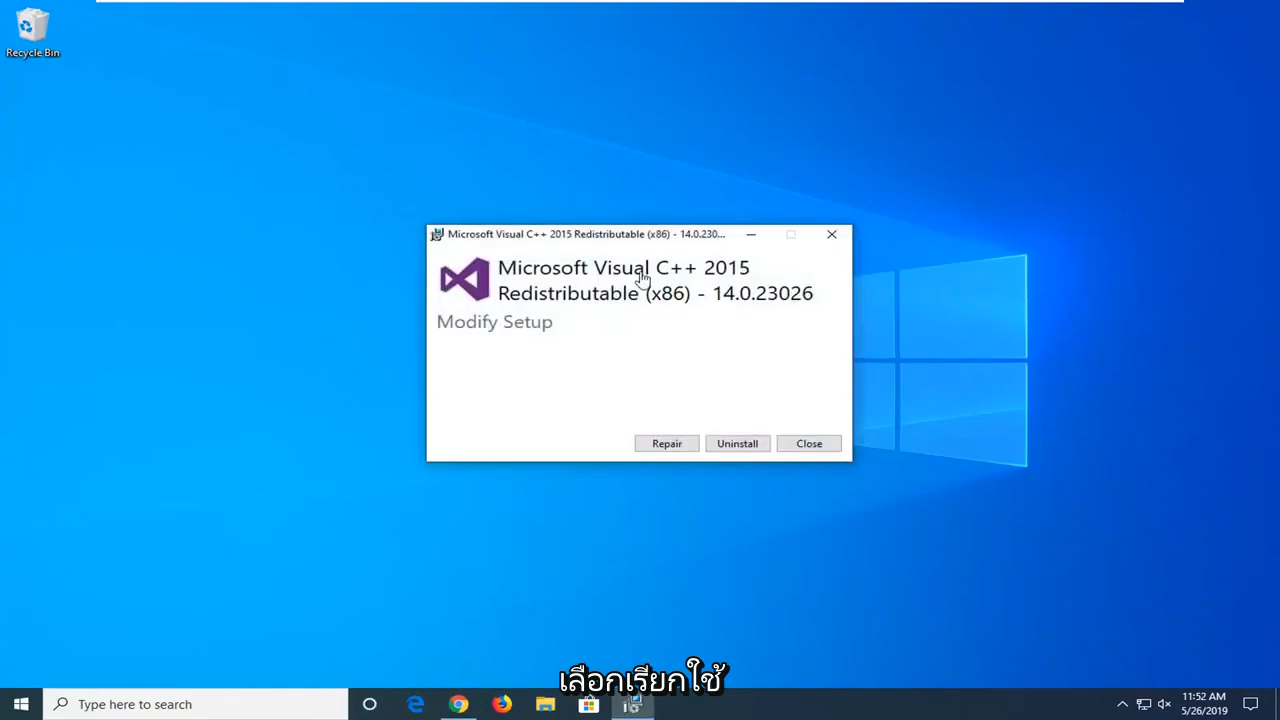 Recycle Bin
Microsoft Visual C++ 2015 Redistributable (x86) - 14.0.230...
Microsoft Visual C++ 2015
Redistributable (x86) - 14.0.23026
Modify Setup
Repair
Uninstall
Close
เลือกเรียกใช้
Type here to search
11:52 AM
5/26/2019